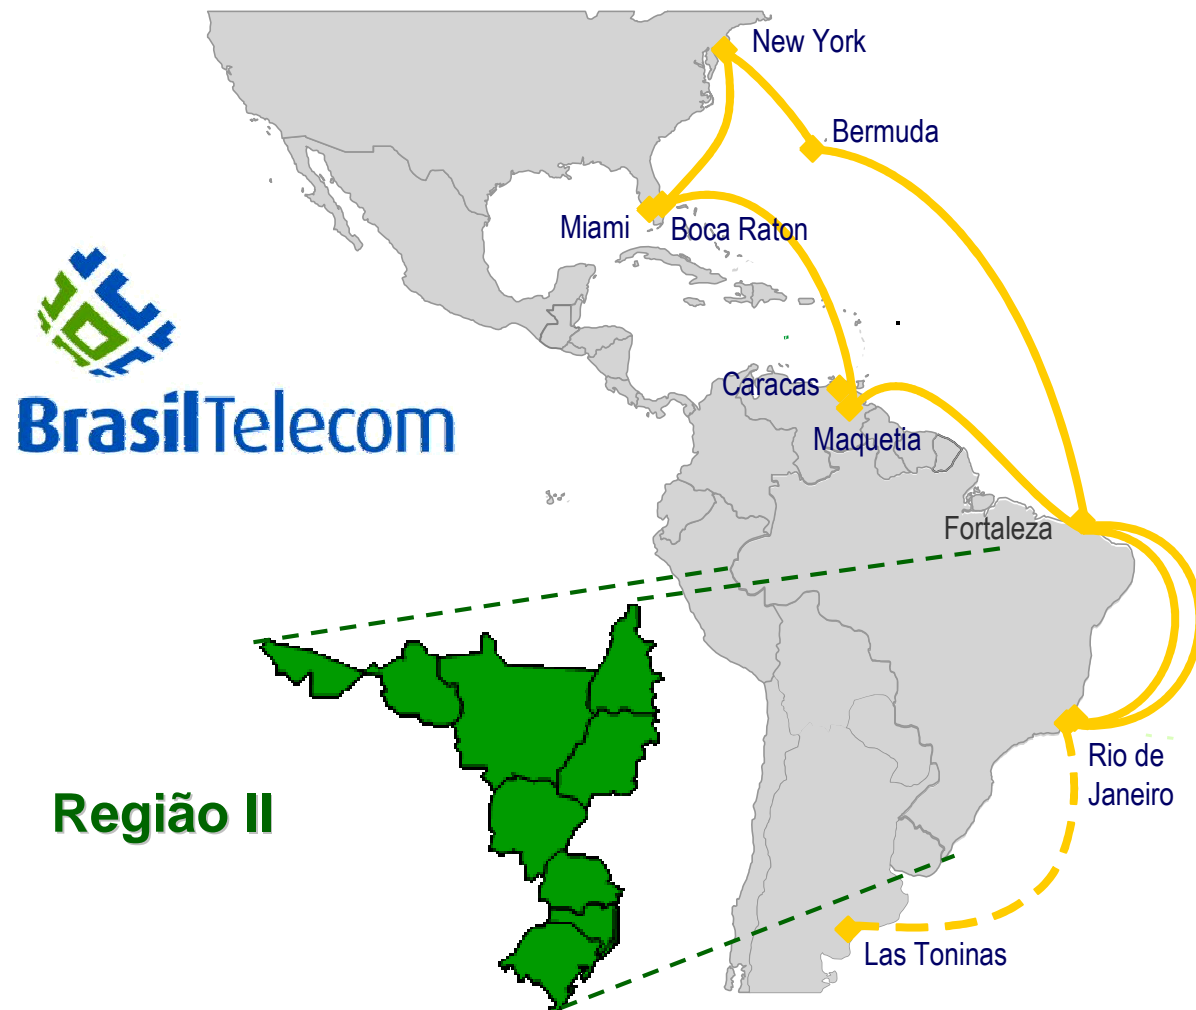 New York
Bermuda
Miami
Boca Raton
BrasilTelecom
Caracas
Maquetia
Fortaleza
Rio de
Janeiro
Região II
Las Toninas